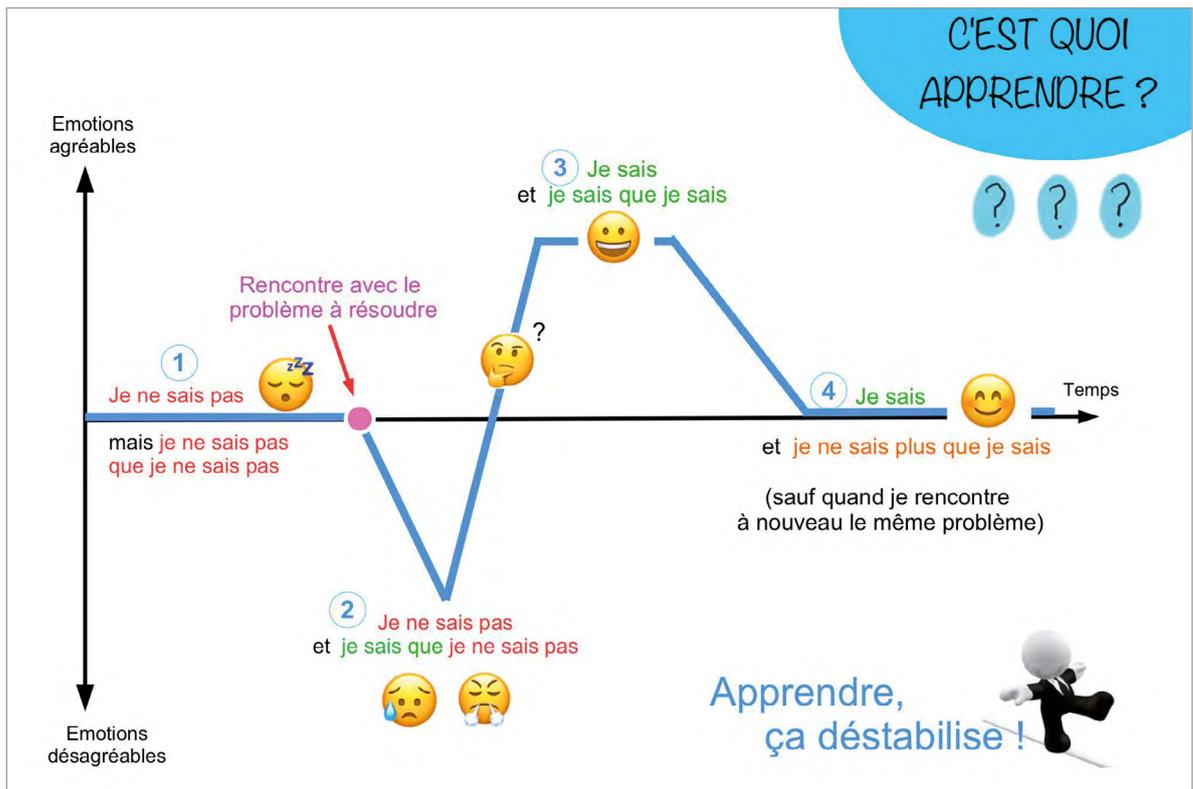 C'EST QUOI
APPRENDRE ?
? ? ?
Emotions
agréables
3 Je sais
et je sais que je sais
Rencontre avec le
problème à résoudre
?
1
zzZ
Je ne sais pas
mais je ne sais pas
que je ne sais pas
4 Je sais
Temps
et je ne sais plus que je sais
(sauf quand je rencontre
à nouveau le même problème)
2 Je ne sais pas
et je sais que je ne sais pas
Emotions
désagréables
Apprendre,
ça déstabilise !